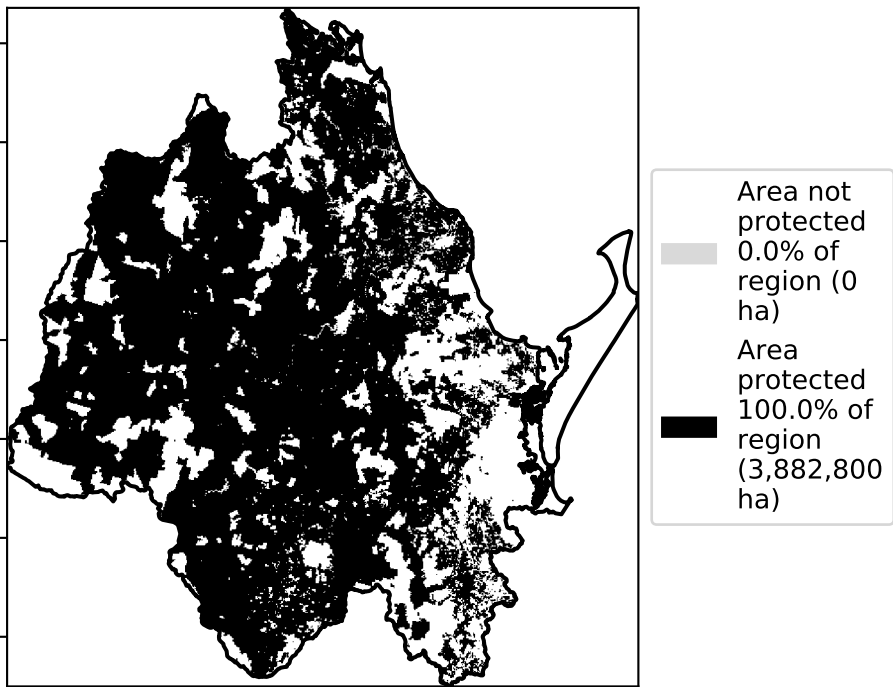 Area not
protected
0.0% of
region (0
ha)
Area
protected
100.0% of
region
(3,882,800
ha)